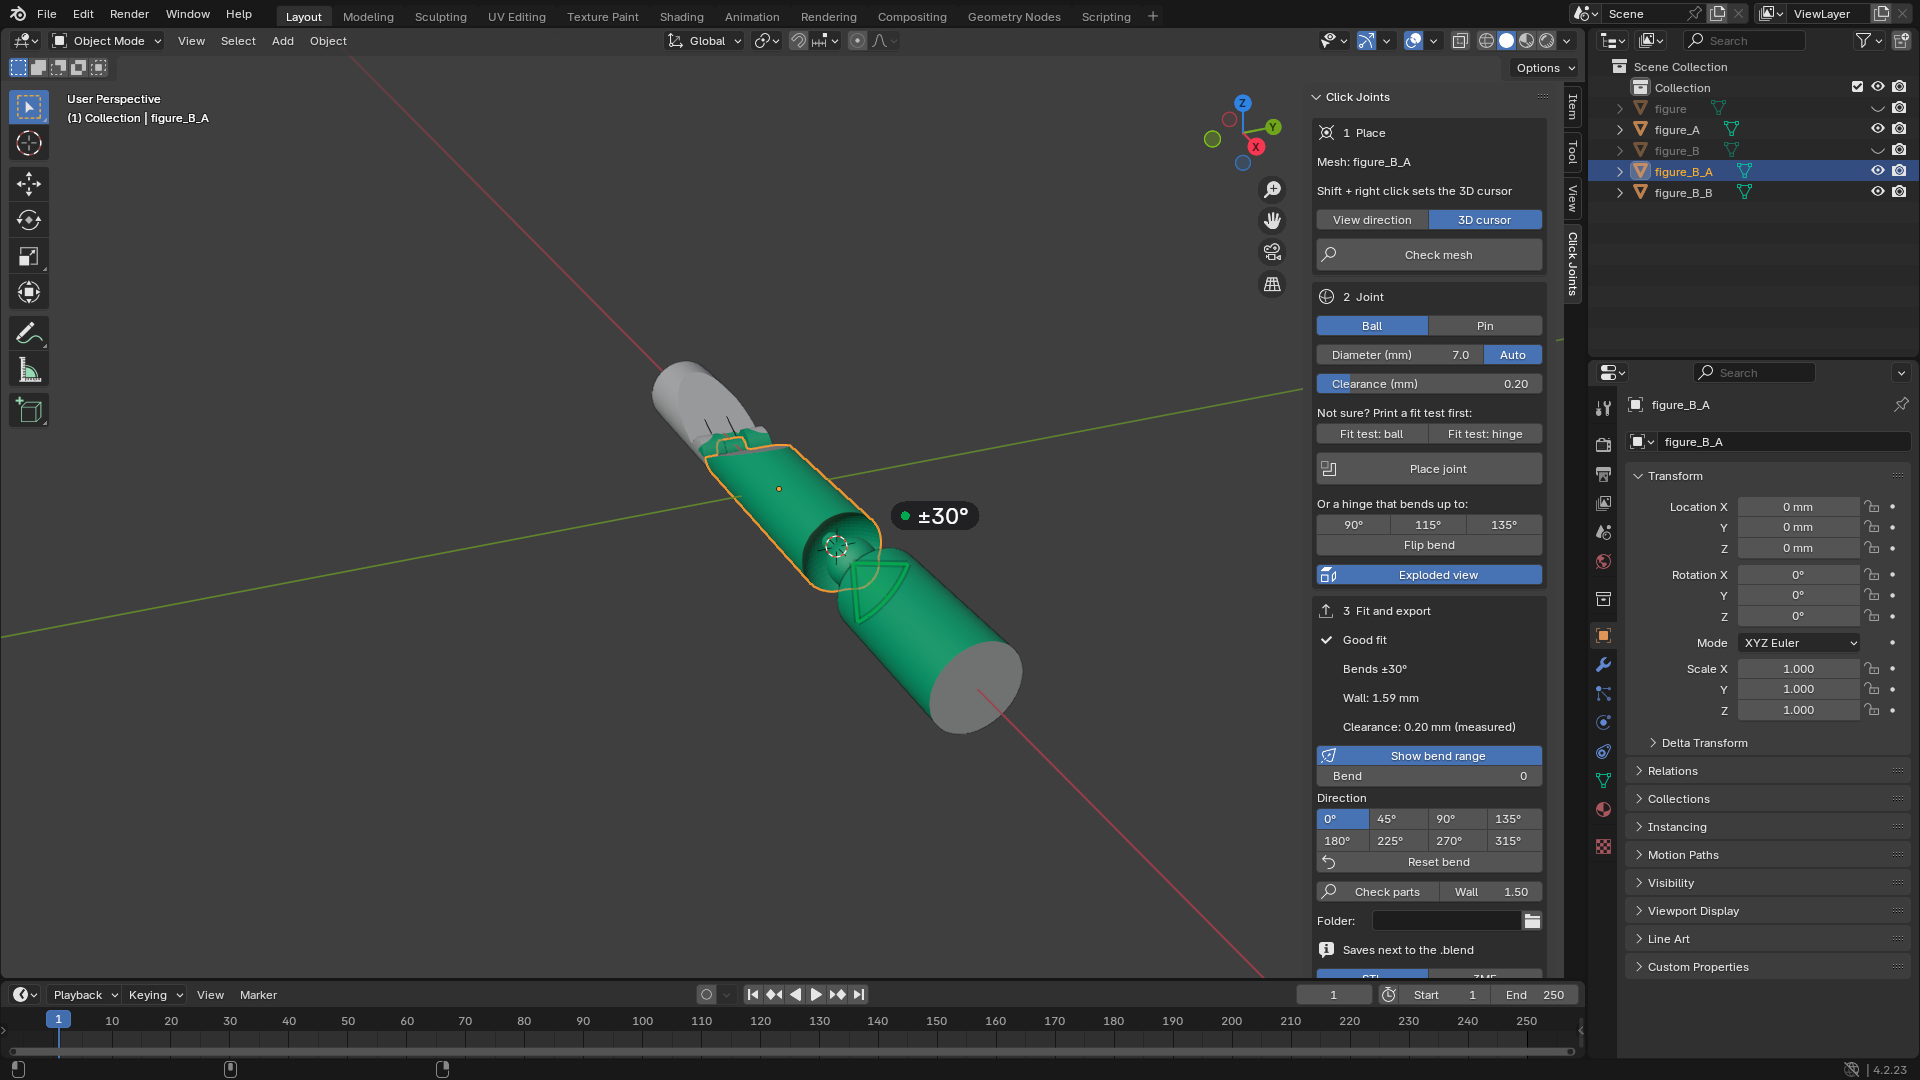 File Edit Render Window Help Layout Modeling Sculpting UV Editing Texture Paint Shading Animation Rendering Compositing Geometry Nodes Scripting Scene ViewLayer
Object Mode View Select Add Object Global Search
Options
User Perspective
(1) Collection | figure_B_A
Z
Y
X
±30°
Click Joints
1 Place
Mesh: figure_B_A
Shift + right click sets the 3D cursor
View direction 3D cursor
Check mesh
2 Joint
Ball Pin
Diameter (mm) 7.0 Auto
Clearance (mm) 0.20
Not sure? Print a fit test first:
Fit test: ball Fit test: hinge
Place joint
Or a hinge that bends up to:
90° 115° 135°
Flip bend
Exploded view
3 Fit and export
Good fit
Bends ±30°
Wall: 1.59 mm
Clearance: 0.20 mm (measured)
Show bend range
Bend 0
Direction
0° 45° 90° 135°
180° 225° 270° 315°
Reset bend
Check parts Wall 1.50
Folder:
Saves next to the .blend
Item
Tool
View
Click Joints
Scene Collection
Collection
figure
figure_A
figure_B
figure_B_A
figure_B_B
Search
figure_B_A
figure_B_A
Transform
Location X 0 mm
Y 0 mm
Z 0 mm
Rotation X 0°
Y 0°
Z 0°
Mode XYZ Euler
Scale X 1.000
Y 1.000
Z 1.000
Delta Transform
Relations
Collections
Instancing
Motion Paths
Visibility
Viewport Display
Line Art
Custom Properties
Playback Keying View Marker 1 Start 1 End 250
1 10 20 30 40 50 60 70 80 90 100 110 120 130 140 150 160 170 180 190 200 210 220 230 240 250
4.2.23